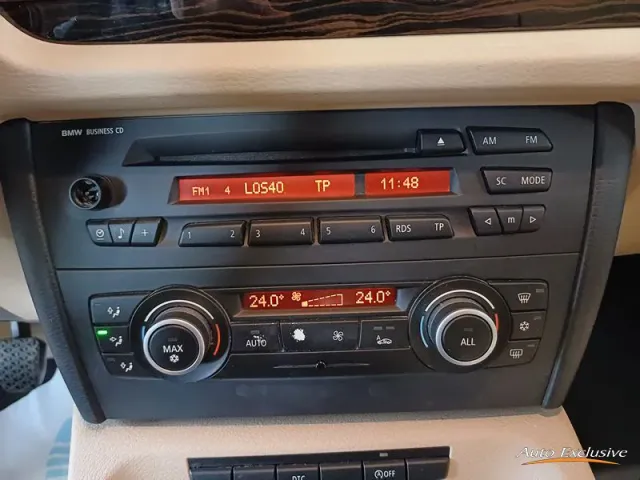 BMW BUSINESS CD
AM FM
FM1 4 LOS40 TP 11:48
SC MODE
1 2 3 4 5 6 RDS TP
m
24.0° 24.0°
MAX
AUTO
ALL
DTC
OFF
Auto Exclusive